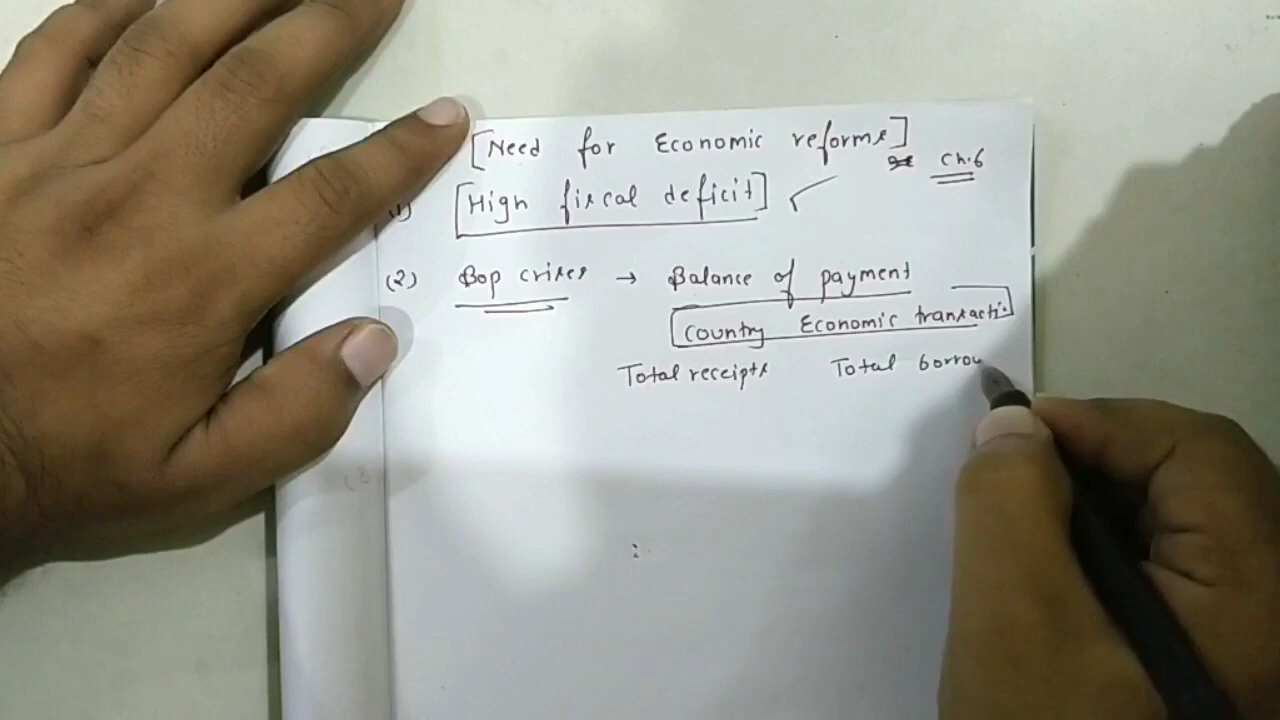 [Need for Economic reforms]
Ch.6
(1) [High fiscal deficit]
(2) Bop crises → Balance of payment
Country Economic transacti
Total receipts Total borrow